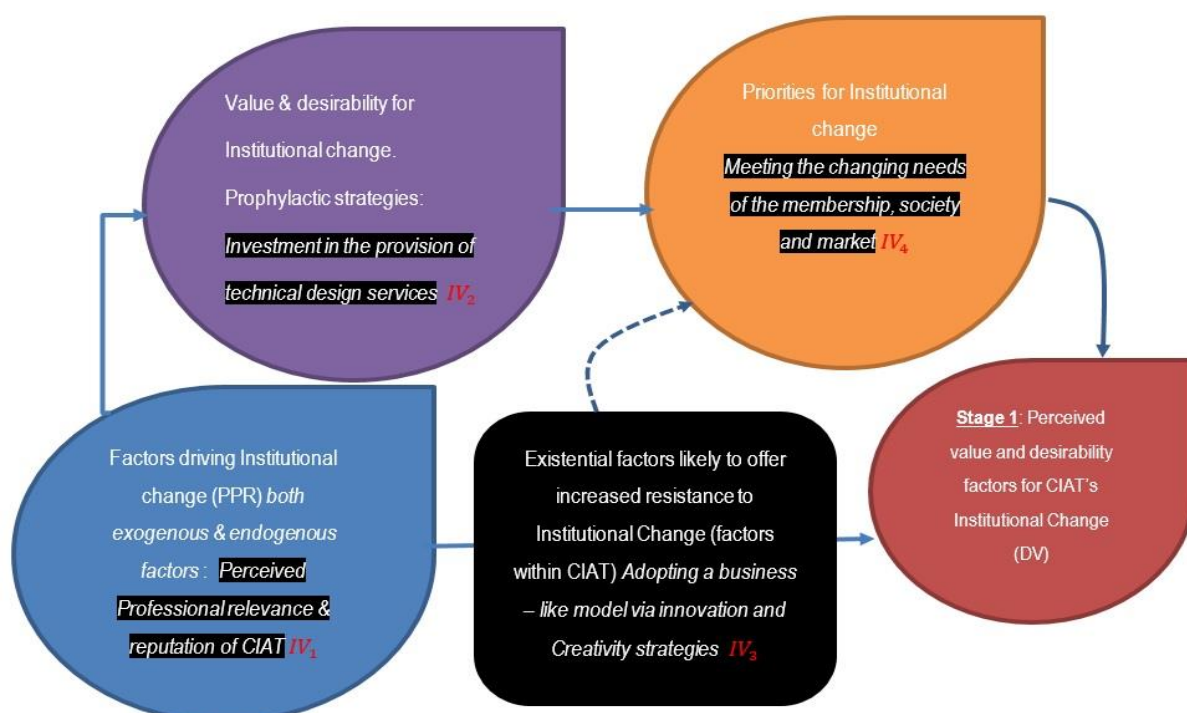 Value & desirability for
Institutional change.
Prophylactic strategies:
Investment in the provision of
technical design services IV₂
Priorities for Institutional
change
Meeting the changing needs
of the membership, society
and market IV₄
Factors driving Institutional
change (PPR) both
exogenous & endogenous
factors : Perceived
Professional relevance &
reputation of CIAT IV₁
Existential factors likely to offer
increased resistance to
Institutional Change (factors
within CIAT) Adopting a business
– like model via innovation and
Creativity strategies IV₃
Stage 1: Perceived
value and desirability
factors for CIAT's
Institutional Change
(DV)